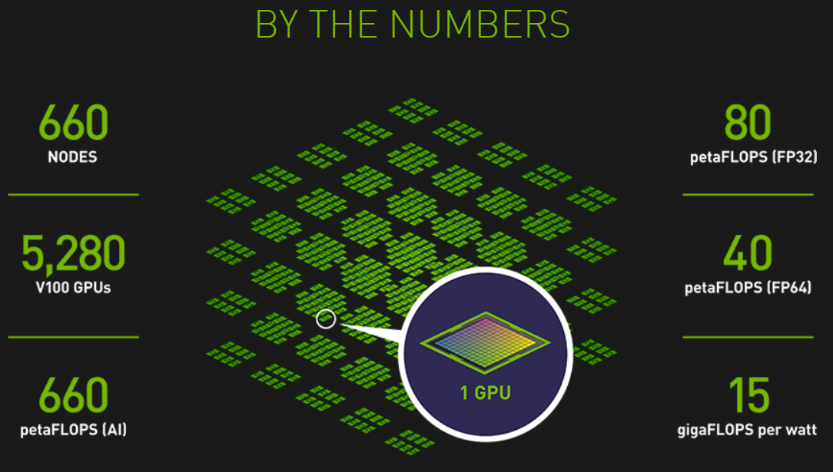 BY THE NUMBERS
660
NODES
5,280
V100 GPUs
660
petaFLOPS (AI)
1 GPU
80
petaFLOPS (FP32)
40
petaFLOPS (FP64)
15
gigaFLOPS per watt